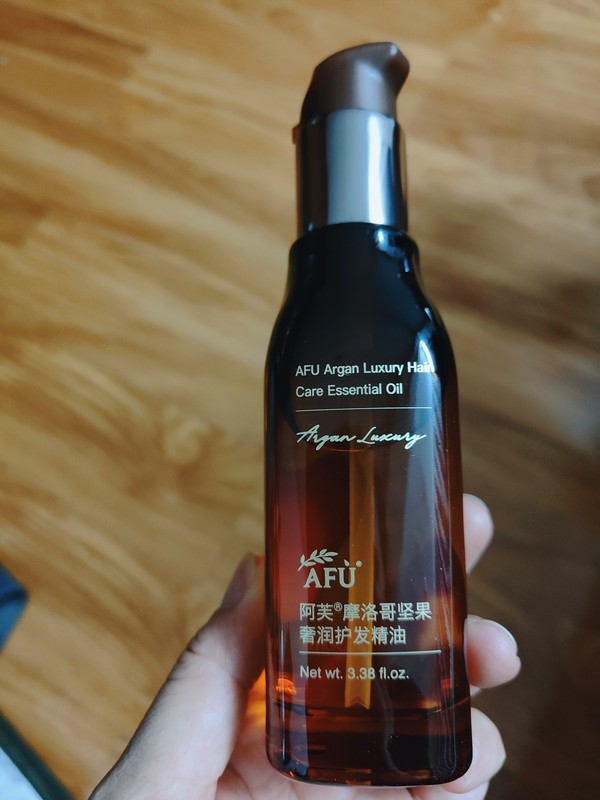 AFU Argan Luxury Hair
Care Essential Oil
Argan Luxury
AFU
阿芙®摩洛哥坚果
奢润护发精油
Net wt. 3.38 fl.oz.